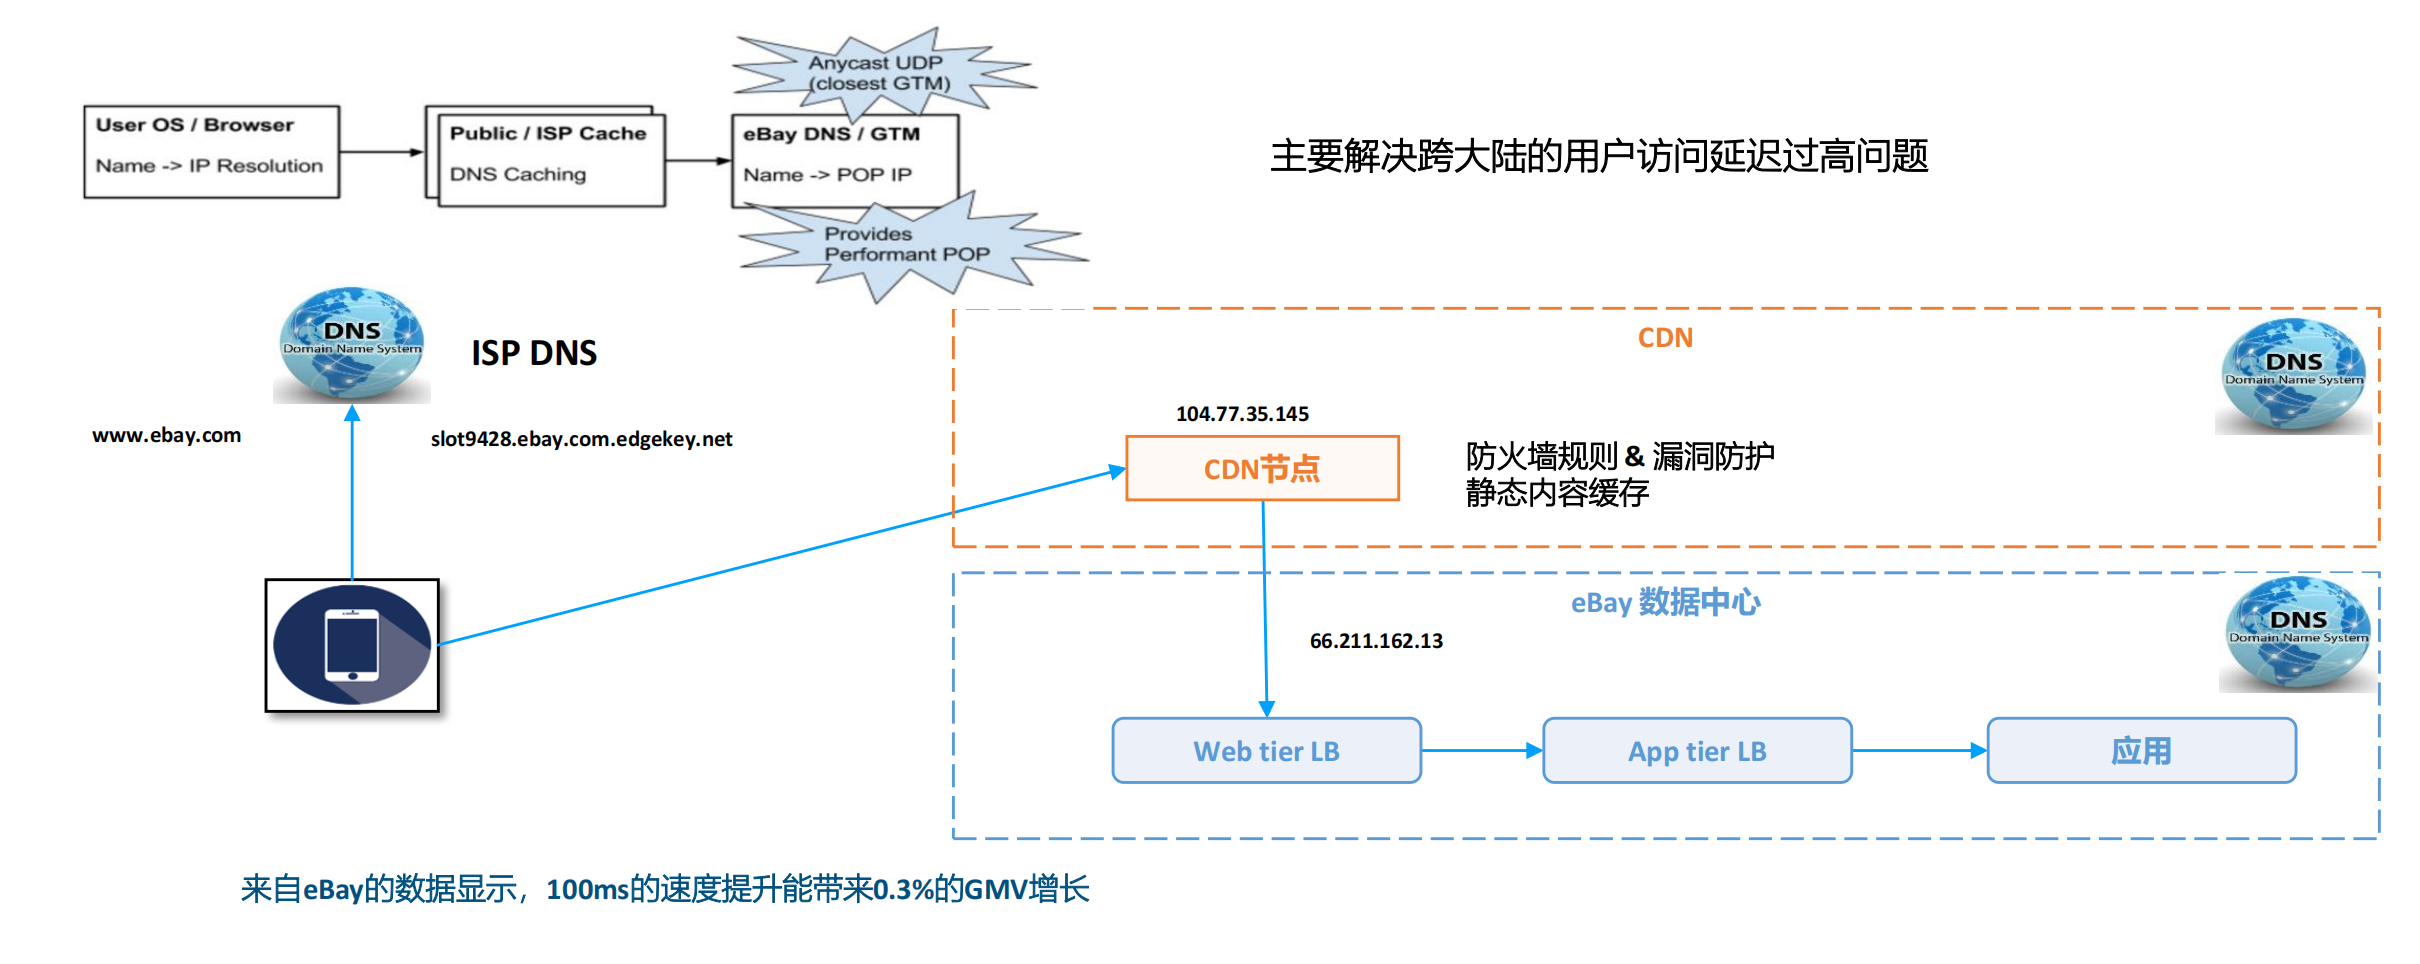 Anycast UDP
(closest GTM)
User OS / Browser
Name -> IP Resolution
Public / ISP Cache
DNS Caching
eBay DNS / GTM
Name -> POP IP
Provides
Performant POP
主要解决跨大陆的用户访问延迟过高问题
DNS
Domain Name System
ISP DNS
www.ebay.com
slot9428.ebay.com.edgekey.net
CDN
DNS
Domain Name System
104.77.35.145
CDN节点
防火墙规则 & 漏洞防护
静态内容缓存
eBay 数据中心
DNS
Domain Name System
66.211.162.13
Web tier LB
App tier LB
应用
来自eBay的数据显示，100ms的速度提升能带来0.3%的GMV增长